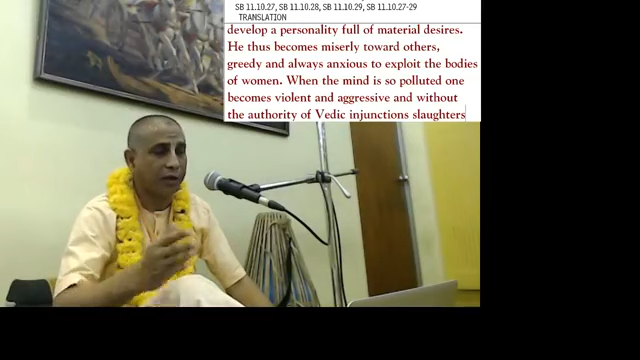 SB 11.10.27, SB 11.10.28, SB 11.10.29, SB 11.10.27-29
TRANSLATION
develop a personality full of material desires.
He thus becomes miserly toward others,
greedy and always anxious to exploit the bodies
of women. When the mind is so polluted one
becomes violent and aggressive and without
the authority of Vedic injunctions slaughters